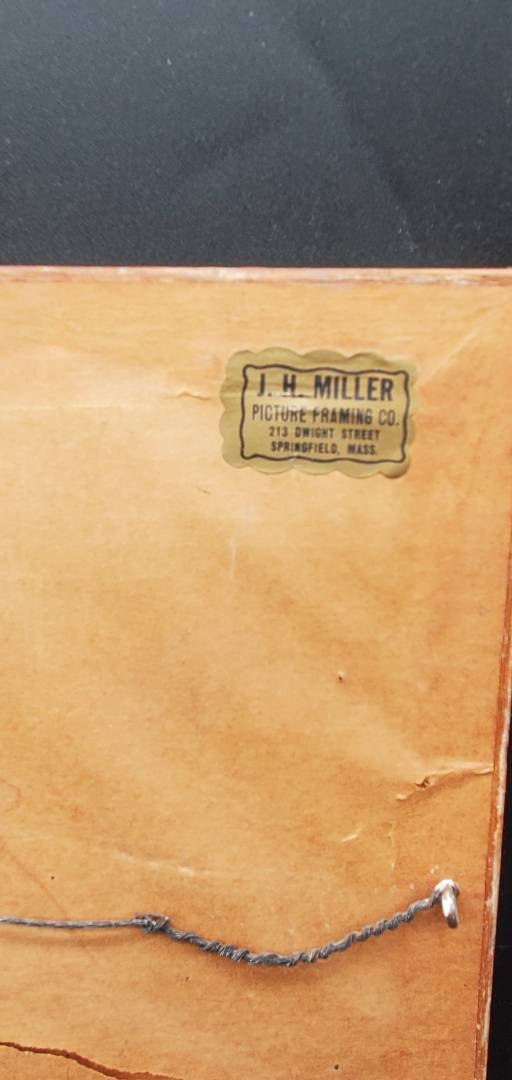 J. H. MILLER
PICTURE FRAMING CO.
213 DWIGHT STREET
SPRINGFIELD, MASS.